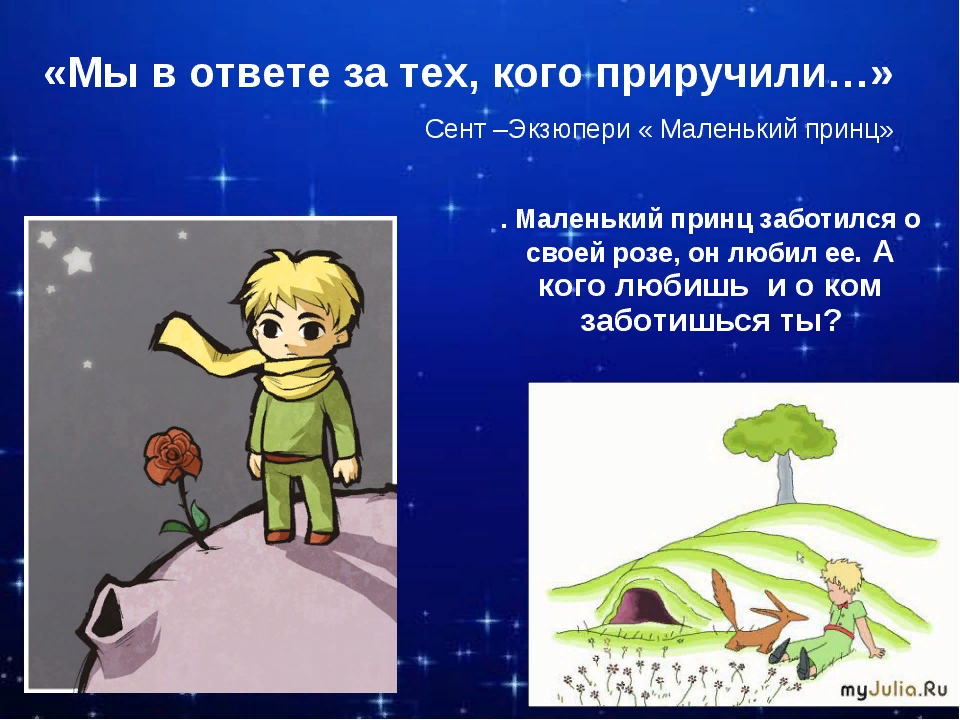 «Мы в ответе за тех, кого приручили…»
Сент –Экзюпери « Маленький принц»
. Маленький принц заботился о
своей розе, он любил ее. А
кого любишь  и о ком
заботишься ты?
myJulia.Ru